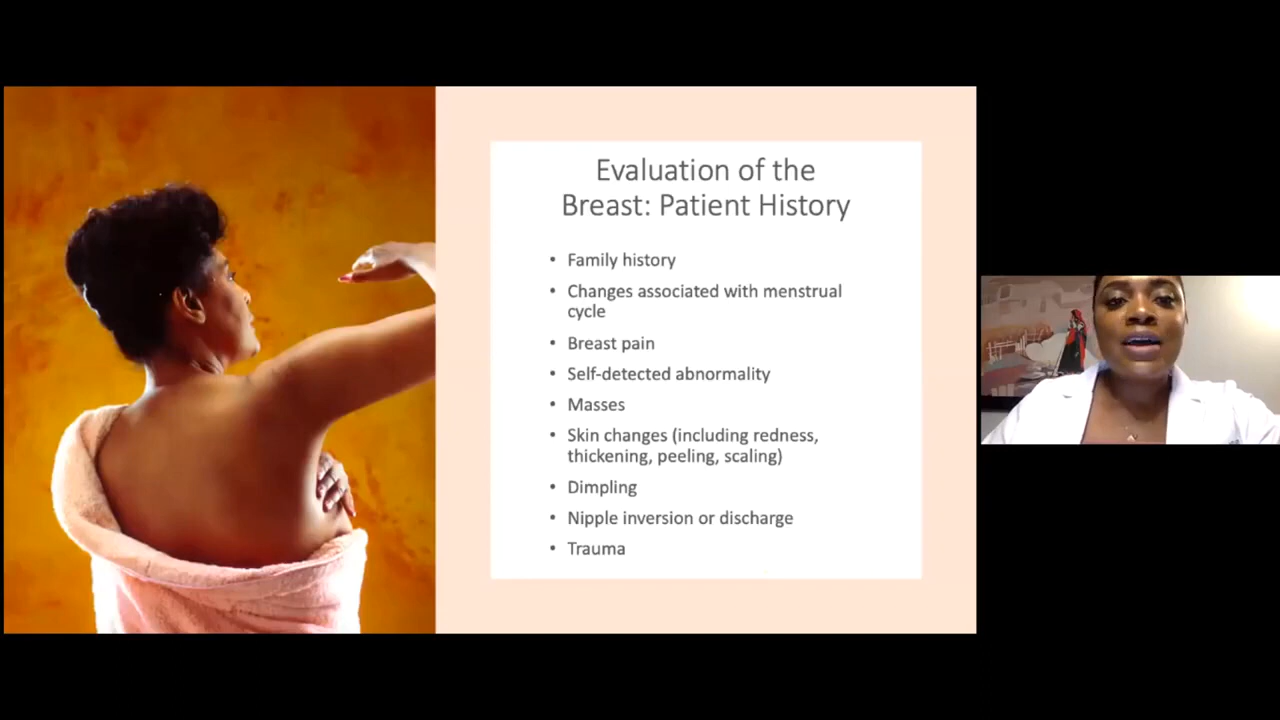 Evaluation of the
Breast: Patient History
• Family history
• Changes associated with menstrual
cycle
• Breast pain
• Self-detected abnormality
• Masses
• Skin changes (including redness,
thickening, peeling, scaling)
• Dimpling
• Nipple inversion or discharge
• Trauma